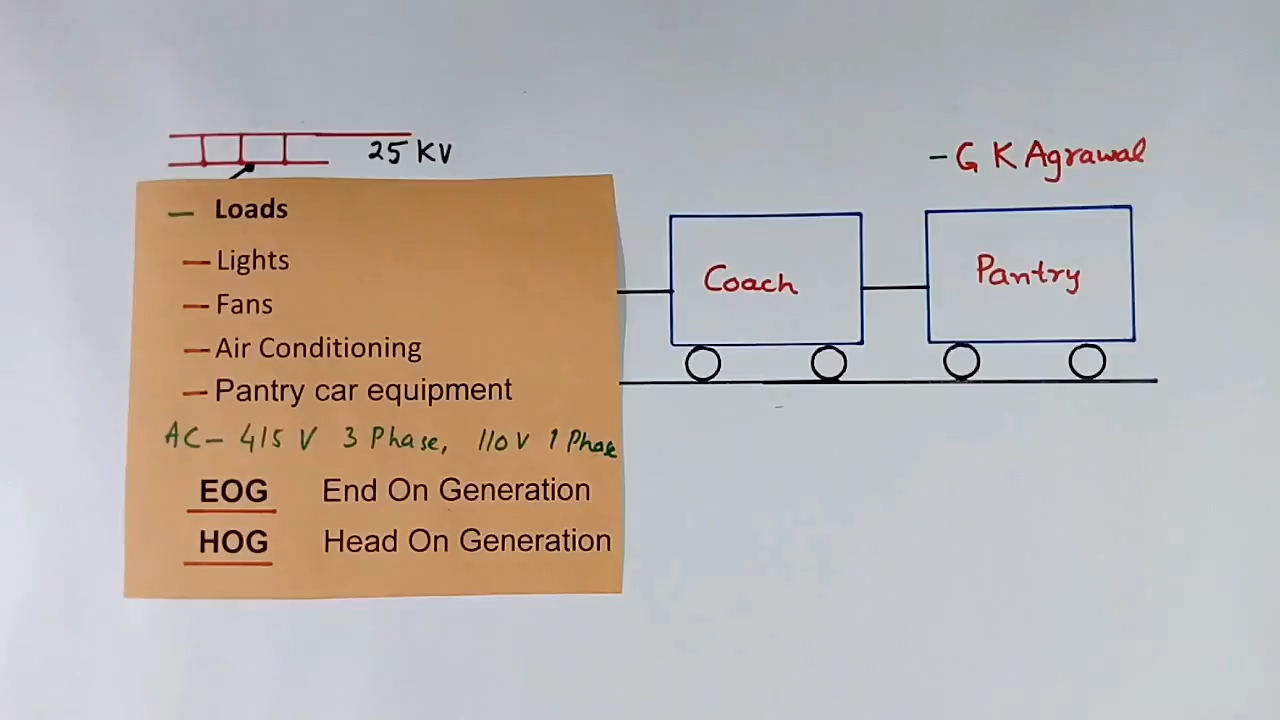 25 KV
- G K Agrawal
– Loads
– Lights
– Fans
– Air Conditioning
– Pantry car equipment
AC – 415 V 3 Phase, 110 V 1 Phase
EOG End On Generation
HOG Head On Generation
Coach
Pantry